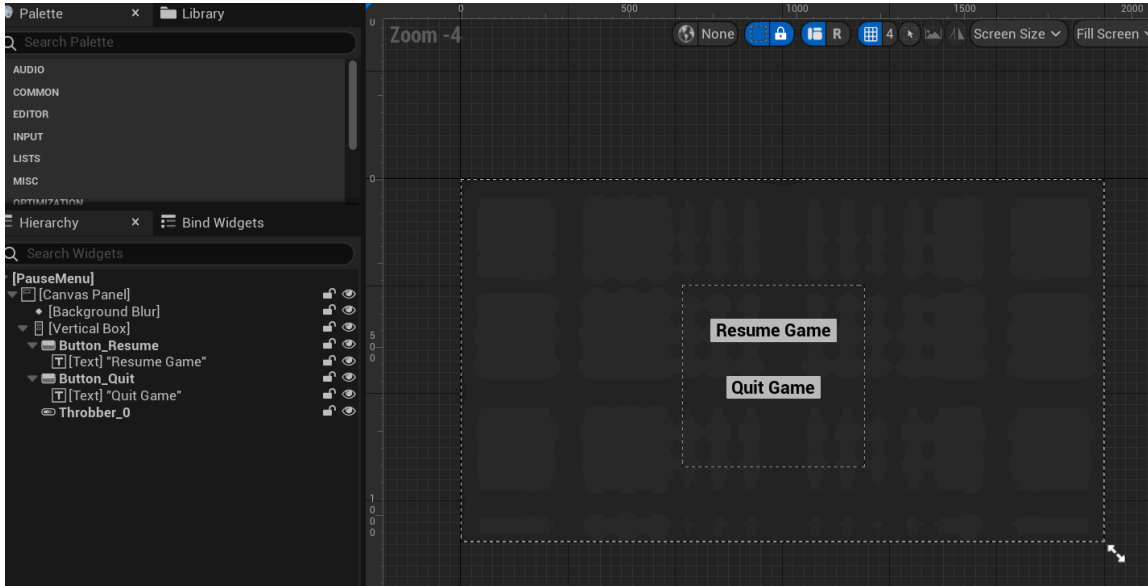 Palette × Library
Search Palette
AUDIO
COMMON
EDITOR
INPUT
LISTS
MISC
OPTIMIZATION
Hierarchy × Bind Widgets
Search Widgets
[PauseMenu]
[Canvas Panel]
[Background Blur]
[Vertical Box]
Button_Resume
T [Text] "Resume Game"
Button_Quit
T [Text] "Quit Game"
Throbber_0
0 500 1000 1500 2000
Zoom -4
None R 4 Screen Size Fill Screen
0
0
500
1000
Resume Game
Quit Game